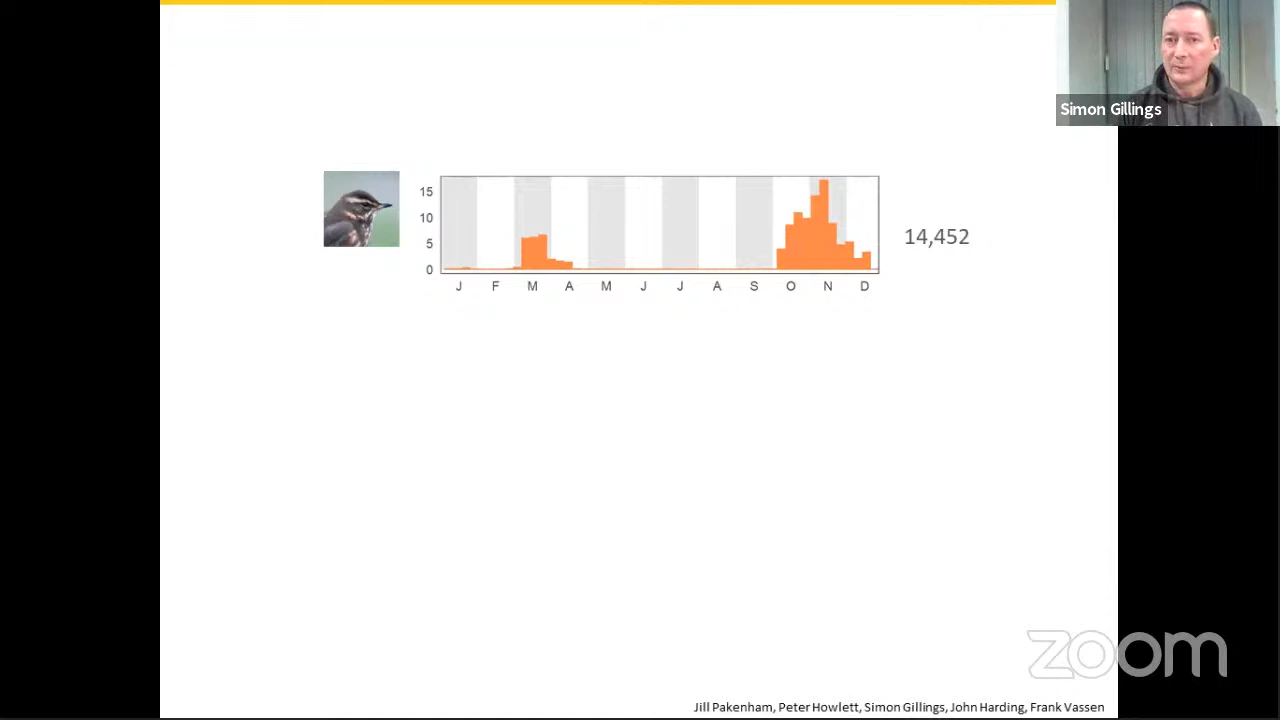 Simon Gillings
15
10
5
0
14,452
J F M A M J J A S O N D
zoom
Jill Pakenham, Peter Howlett, Simon Gillings, John Harding, Frank Vassen